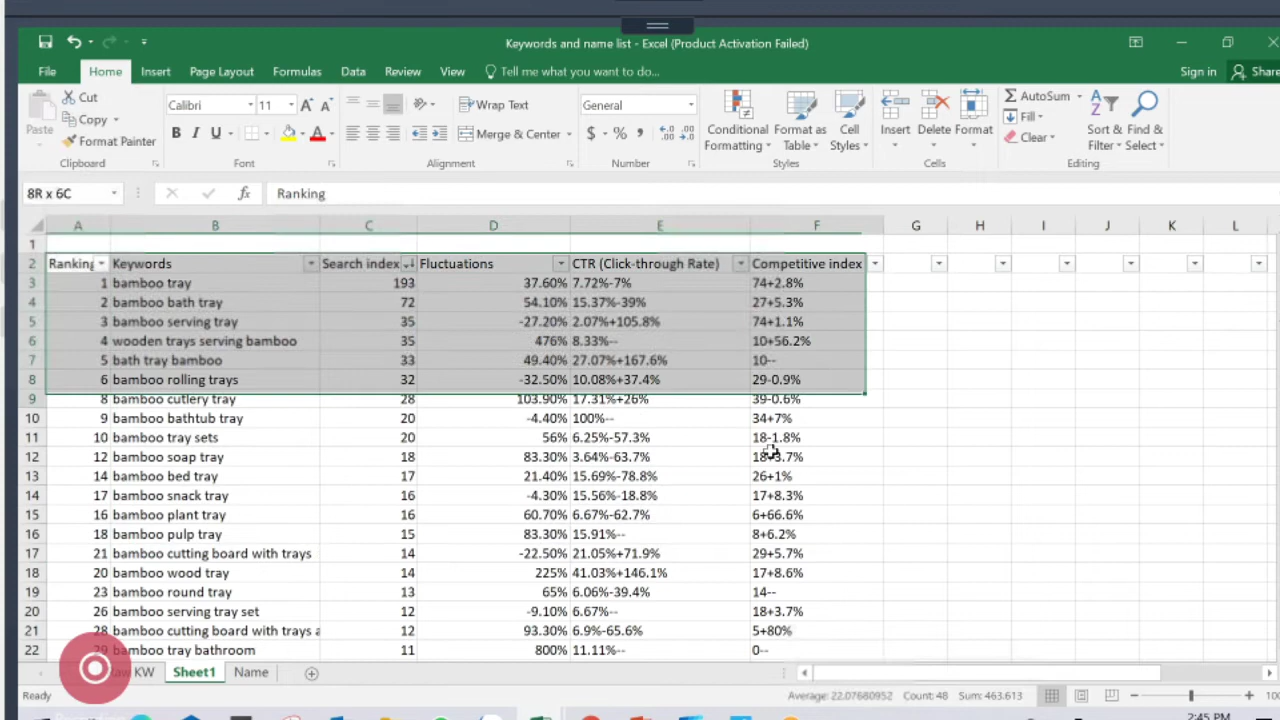 Keywords and name list - Excel (Product Activation Failed)
File Home Insert Page Layout Formulas Data Review View Tell me what you want to do... Sign in Share
Paste Cut Copy Format Painter Clipboard
Calibri 11 A A B I U A Font
Wrap Text Merge & Center Alignment
General $ % , Number
Conditional Formatting Format as Table Cell Styles Styles
Insert Delete Format Cells
AutoSum Fill Clear Sort & Filter Find & Select Editing
8R x 6C fx Ranking
A B C D E F G H I J K L
1
2 Ranking Keywords Search index Fluctuations CTR (Click-through Rate) Competitive index
3 1 bamboo tray 193 37.60% 7.72%-7% 74+2.8%
4 2 bamboo bath tray 72 54.10% 15.37%-39% 27+5.3%
5 3 bamboo serving tray 35 -27.20% 2.07%+105.8% 74+1.1%
6 4 wooden trays serving bamboo 35 476% 8.33%-- 10+56.2%
7 5 bath tray bamboo 33 49.40% 27.07%+167.6% 10--
8 6 bamboo rolling trays 32 -32.50% 10.08%+37.4% 29-0.9%
9 8 bamboo cutlery tray 28 103.90% 17.31%+26% 39-0.6%
10 9 bamboo bathtub tray 20 -4.40% 100%-- 34+7%
11 10 bamboo tray sets 20 56% 6.25%-57.3% 18-1.8%
12 12 bamboo soap tray 18 83.30% 3.64%-63.7% 18 3.7%
13 14 bamboo bed tray 17 21.40% 15.69%-78.8% 26+1%
14 17 bamboo snack tray 16 -4.30% 15.56%-18.8% 17+8.3%
15 16 bamboo plant tray 16 60.70% 6.67%-62.7% 6+66.6%
16 18 bamboo pulp tray 15 83.30% 15.91%-- 8+6.2%
17 21 bamboo cutting board with trays 14 -22.50% 21.05%+71.9% 29+5.7%
18 20 bamboo wood tray 14 225% 41.03%+146.1% 17+8.6%
19 23 bamboo round tray 13 65% 6.06%-39.4% 14--
20 26 bamboo serving tray set 12 -9.10% 6.67%-- 18+3.7%
21 28 bamboo cutting board with trays a 12 93.30% 6.9%-65.6% 5+80%
22 29 bamboo tray bathroom 11 800% 11.11%-- 0--
KW Sheet1 Name
Ready Average: 22.07680952 Count: 48 Sum: 463.613 100
2:45 PM